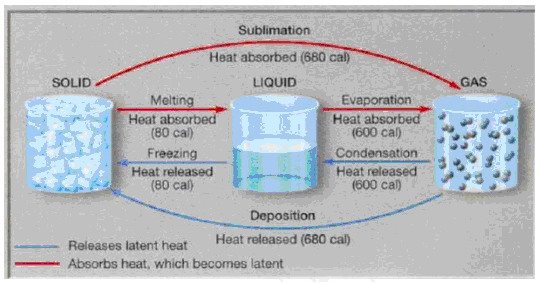 Sublimation
Heat absorbed (680 cal)
SOLID
LIQUID
GAS
Melting
Heat absorbed
(80 cal)
Evaporation
Heat absorbed
(600 cal)
Freezing
Heat released
(80 cal)
Condensation
Heat released
(600 cal)
Deposition
Heat released (680 cal)
Releases latent heat
Absorbs heat, which becomes latent